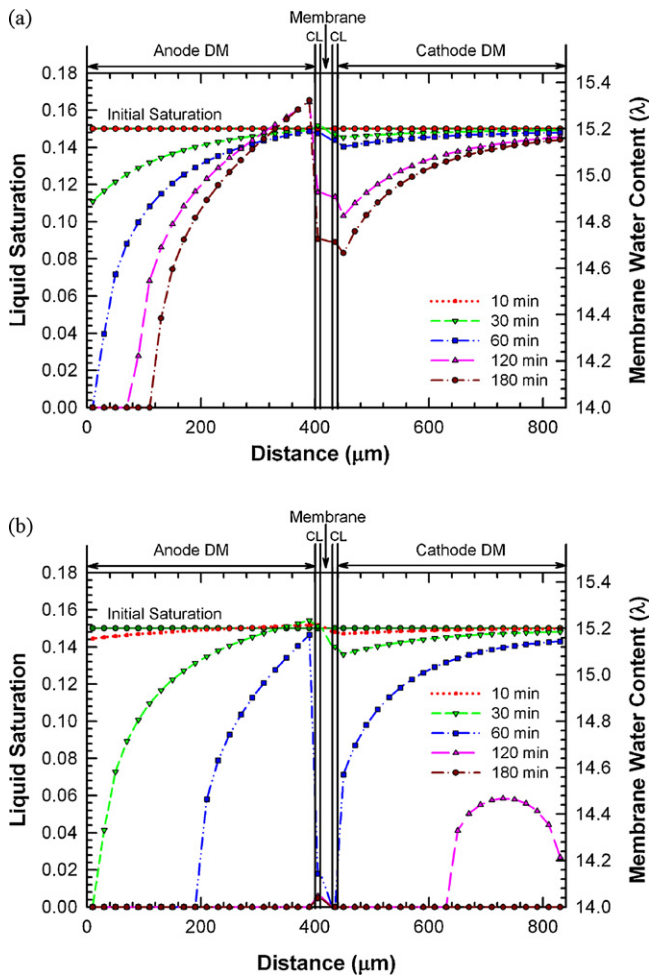 (a)
Membrane
CL CL
Anode DM
Cathode DM
0.18
0.16
0.14
0.12
0.10
0.08
0.06
0.04
0.02
0.00
Liquid Saturation
Initial Saturation
15.4
15.2
15.0
14.8
14.6
14.4
14.2
14.0
Membrane Water Content (λ)
10 min
30 min
60 min
120 min
180 min
0 200 400 600 800
Distance (μm)
(b)
Membrane
CL CL
Anode DM
Cathode DM
0.18
0.16
0.14
0.12
0.10
0.08
0.06
0.04
0.02
0.00
Liquid Saturation
Initial Saturation
15.4
15.2
15.0
14.8
14.6
14.4
14.2
14.0
Membrane Water Content (λ)
10 min
30 min
60 min
120 min
180 min
0 200 400 600 800
Distance (μm)